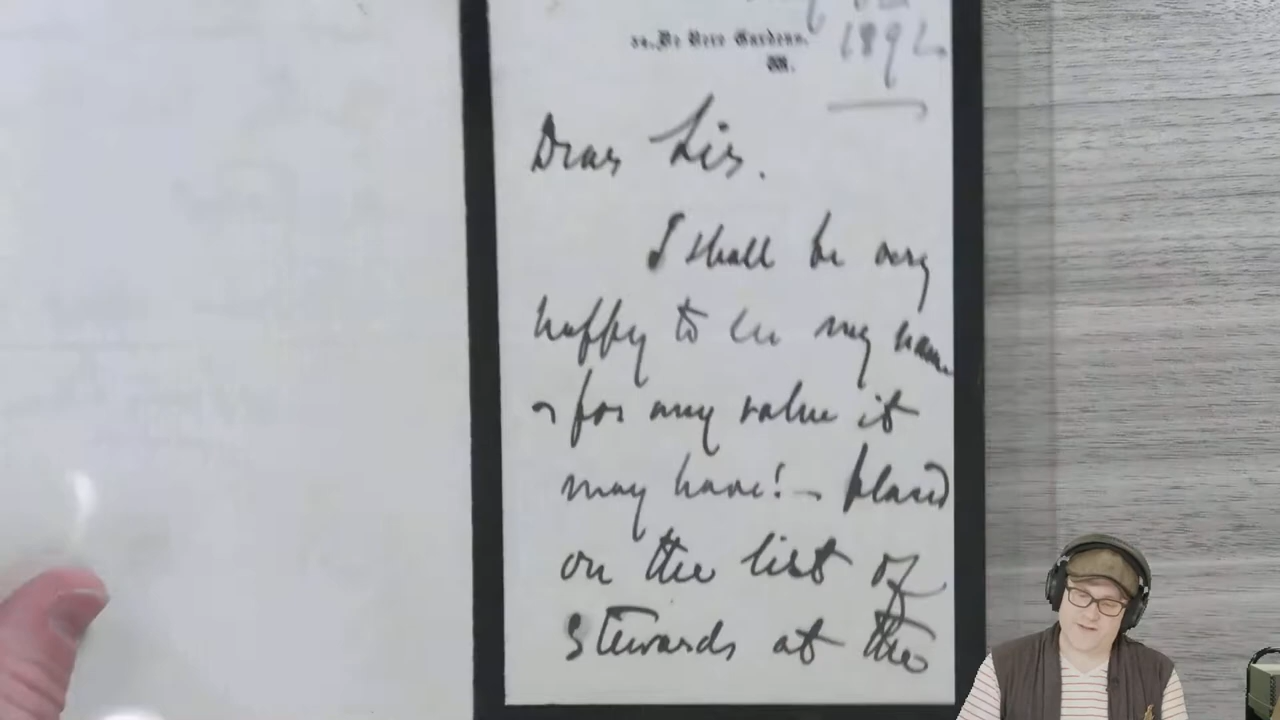 34, De Vere Gardens.
W.
1892.
Dear Sir.
I shall be very
happy to see my name
- for any value it
may have! - placed
on the list of
Stewards at the